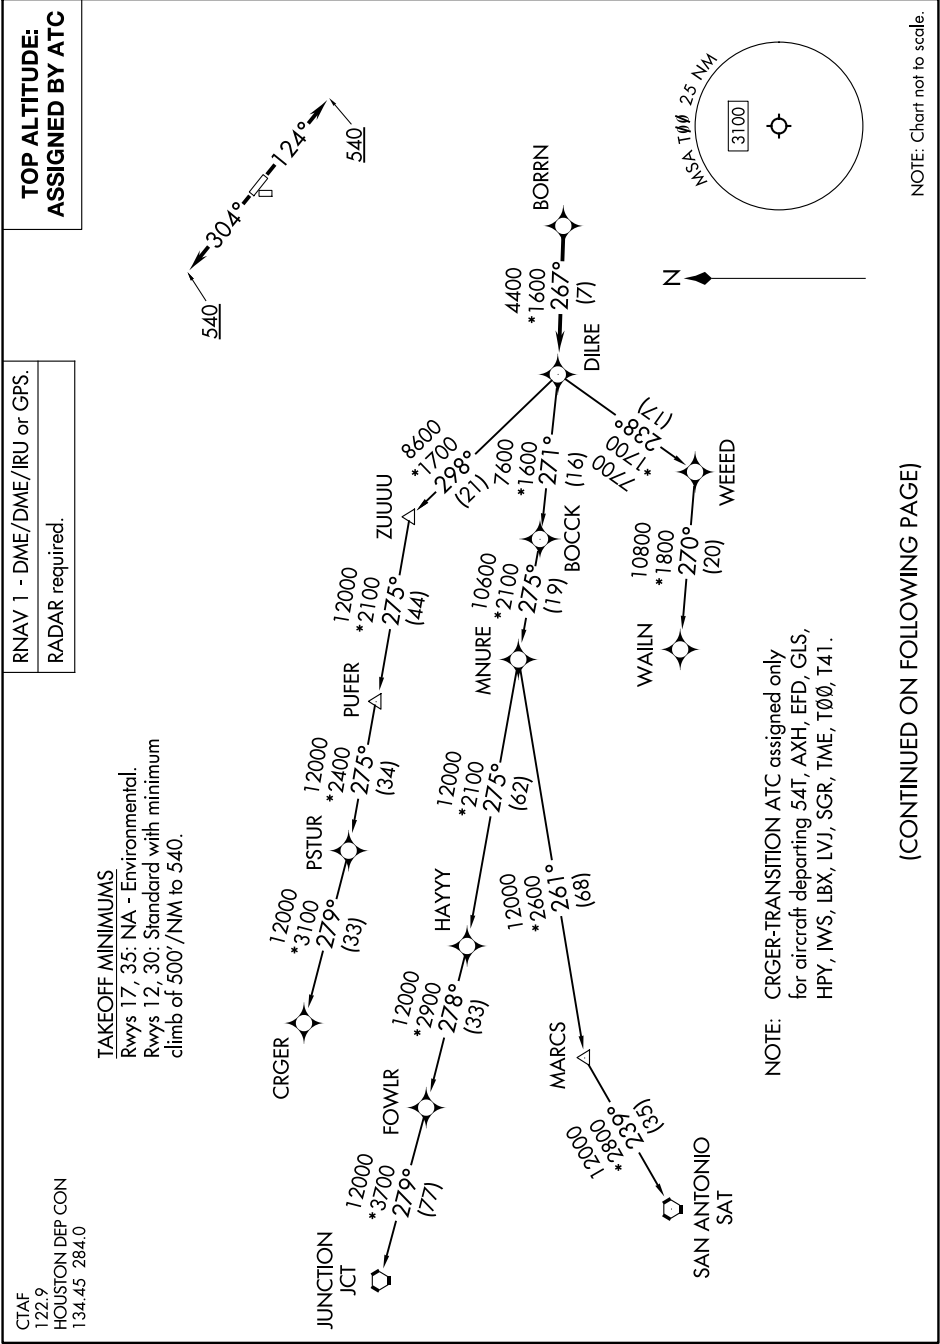 CTAF
122.9
HOUSTON DEP CON
134.45 284.0
RNAV 1 - DME/DME/IRU or GPS.
RADAR required.
TOP ALTITUDE:
ASSIGNED BY ATC
TAKEOFF MINIMUMS
Rwys 17, 35: NA - Environmental.
Rwys 12, 30: Standard with minimum
climb of 500'/NM to 540.
540
304°
124°
540
CRGER
12000
*3100
279°
(33)
PSTUR
12000
*2400
275°
(34)
PUFER
12000
*2100
275°
(44)
ZUUUU
8600
*1700
298°
(21)
JUNCTION
JCT
12000
*3700
279°
(77)
FOWLR
12000
*2900
278°
(33)
HAYYY
12000
*2100
275°
(62)
MNURE
10600
*2100
275°
(19)
BOCCK
7600
*1600
271°
(16)
DILRE
4400
*1600
267°
(7)
BORRN
SAN ANTONIO
SAT
12000
*2800
239°
(35)
MARCS
12000
*2600
261°
(68)
WAILN
10800
*1800
270°
(20)
WEEED
7700
*1700
238°
(17)
N
MSA TØØ 25 NM
3100
NOTE: CRGER-TRANSITION ATC assigned only
for aircraft departing 54T, AXH, EFD, GLS,
HPY, IWS, LBX, LVJ, SGR, TME, TØØ, T41.
(CONTINUED ON FOLLOWING PAGE)
NOTE: Chart not to scale.